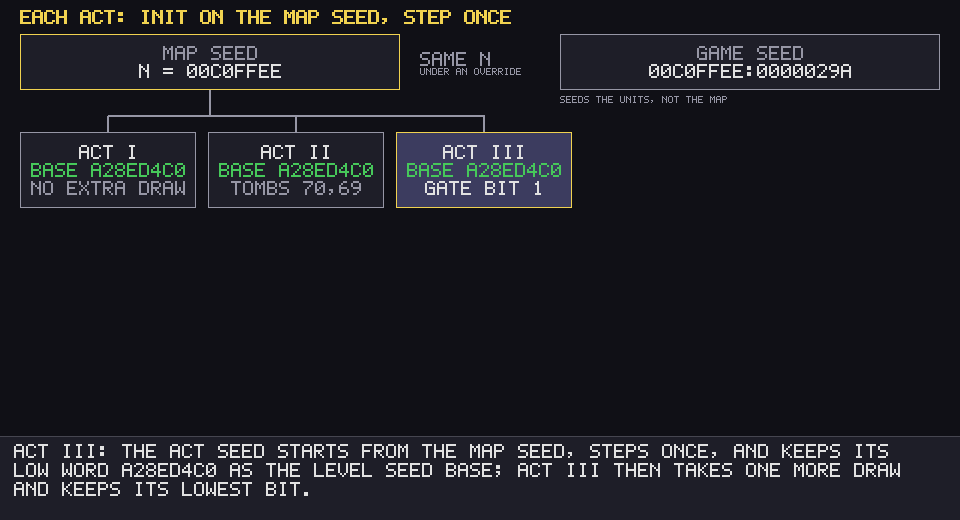 EACH ACT: INIT ON THE MAP SEED, STEP ONCE
MAP SEED
N = 00C0FFEE
SAME N
UNDER AN OVERRIDE
GAME SEED
00C0FFEE:0000029A
SEEDS THE UNITS, NOT THE MAP
ACT I
BASE A28ED4C0
NO EXTRA DRAW
ACT II
BASE A28ED4C0
TOMBS 70,69
ACT III
BASE A28ED4C0
GATE BIT 1
ACT III: THE ACT SEED STARTS FROM THE MAP SEED, STEPS ONCE, AND KEEPS ITS
LOW WORD A28ED4C0 AS THE LEVEL SEED BASE; ACT III THEN TAKES ONE MORE DRAW
AND KEEPS ITS LOWEST BIT.